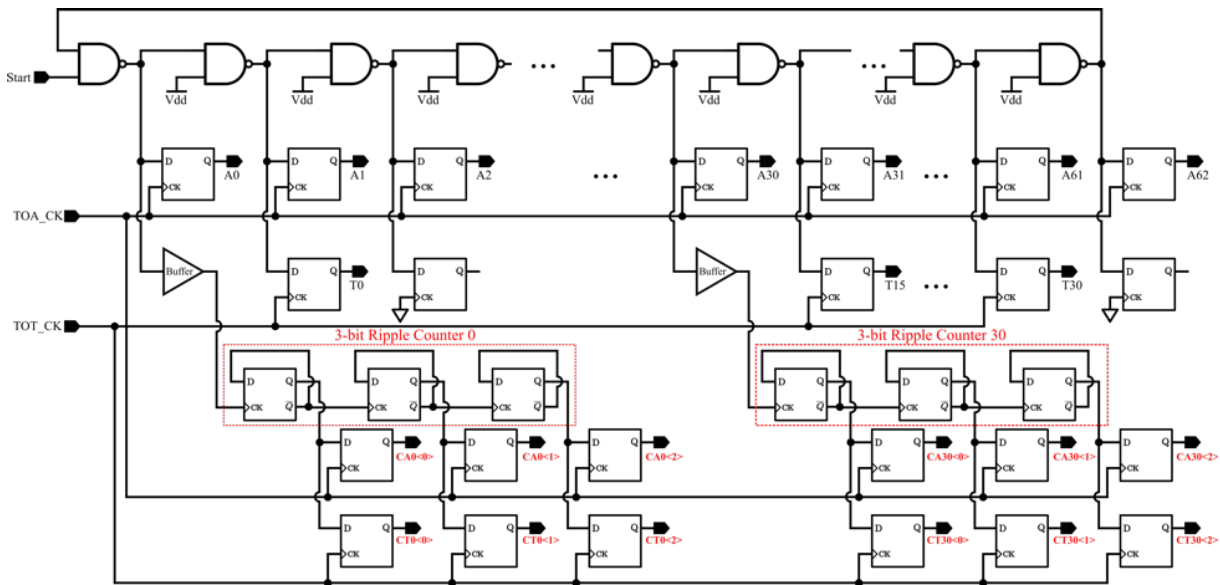 Start
Vdd Vdd Vdd ... Vdd Vdd ... Vdd Vdd
D Q D Q D Q D Q D Q D Q D Q
A0 A1 A2 ... A30 A31 ... A61 A62
CK CK CK CK CK CK CK
TOA_CK
Buffer D Q D Q Buffer D Q D Q D Q
T0 T15 ... T30
CK CK CK CK CK
TOT_CK
3-bit Ripple Counter 0 3-bit Ripple Counter 30
D Q D Q D Q D Q D Q D Q
CK Q̅ CK Q̅ CK Q̅ CK Q̅ CK Q̅ CK Q̅
D Q D Q D Q D Q D Q D Q
CA0<0> CA0<1> CA0<2> CA30<0> CA30<1> CA30<2>
CK CK CK CK CK CK
D Q D Q D Q D Q D Q D Q
CT0<0> CT0<1> CT0<2> CT30<0> CT30<1> CT30<2>
CK CK CK CK CK CK